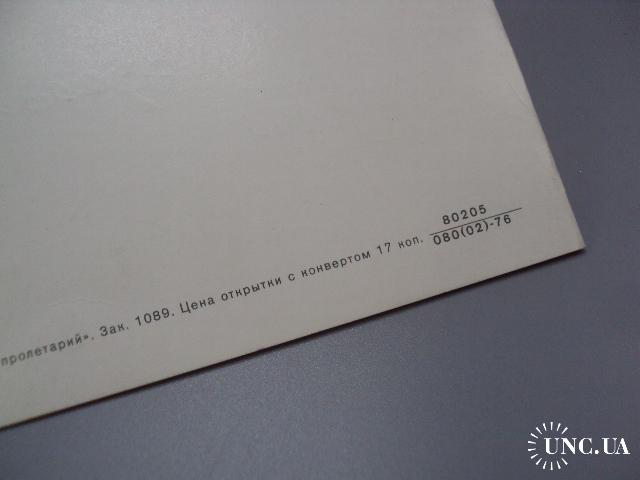 пролетарий». Зак. 1089. Цена открытки с конвертом 17 коп. 80205
080(02)-76
UNC.UA